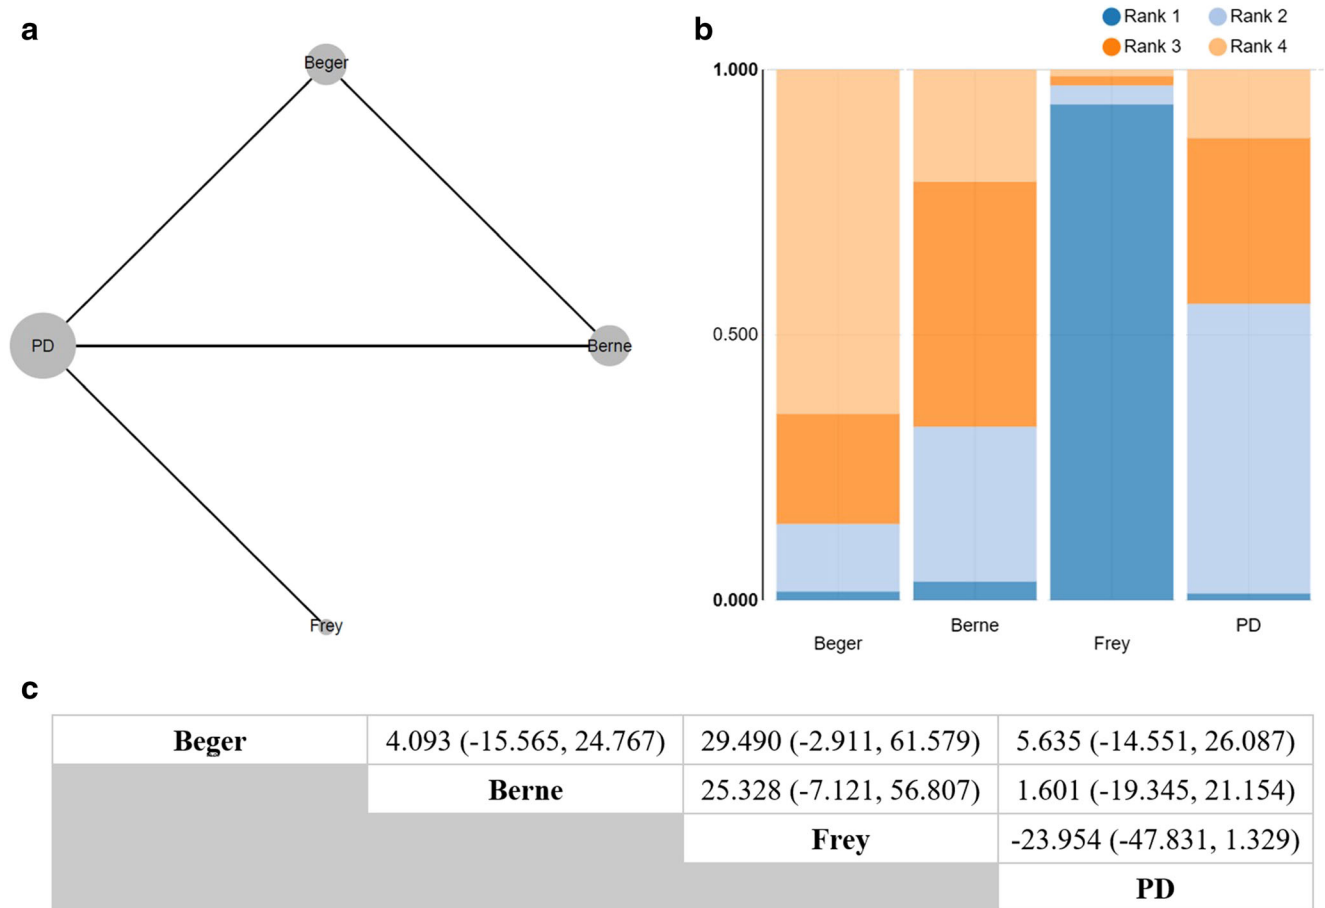 a
Beger
PD
Berne
Frey
b
Rank 1 Rank 2
Rank 3 Rank 4
1.000
0.500
0.000
Beger Berne Frey PD
c
Beger 4.093 (-15.565, 24.767) 29.490 (-2.911, 61.579) 5.635 (-14.551, 26.087)
Berne 25.328 (-7.121, 56.807) 1.601 (-19.345, 21.154)
Frey -23.954 (-47.831, 1.329)
PD